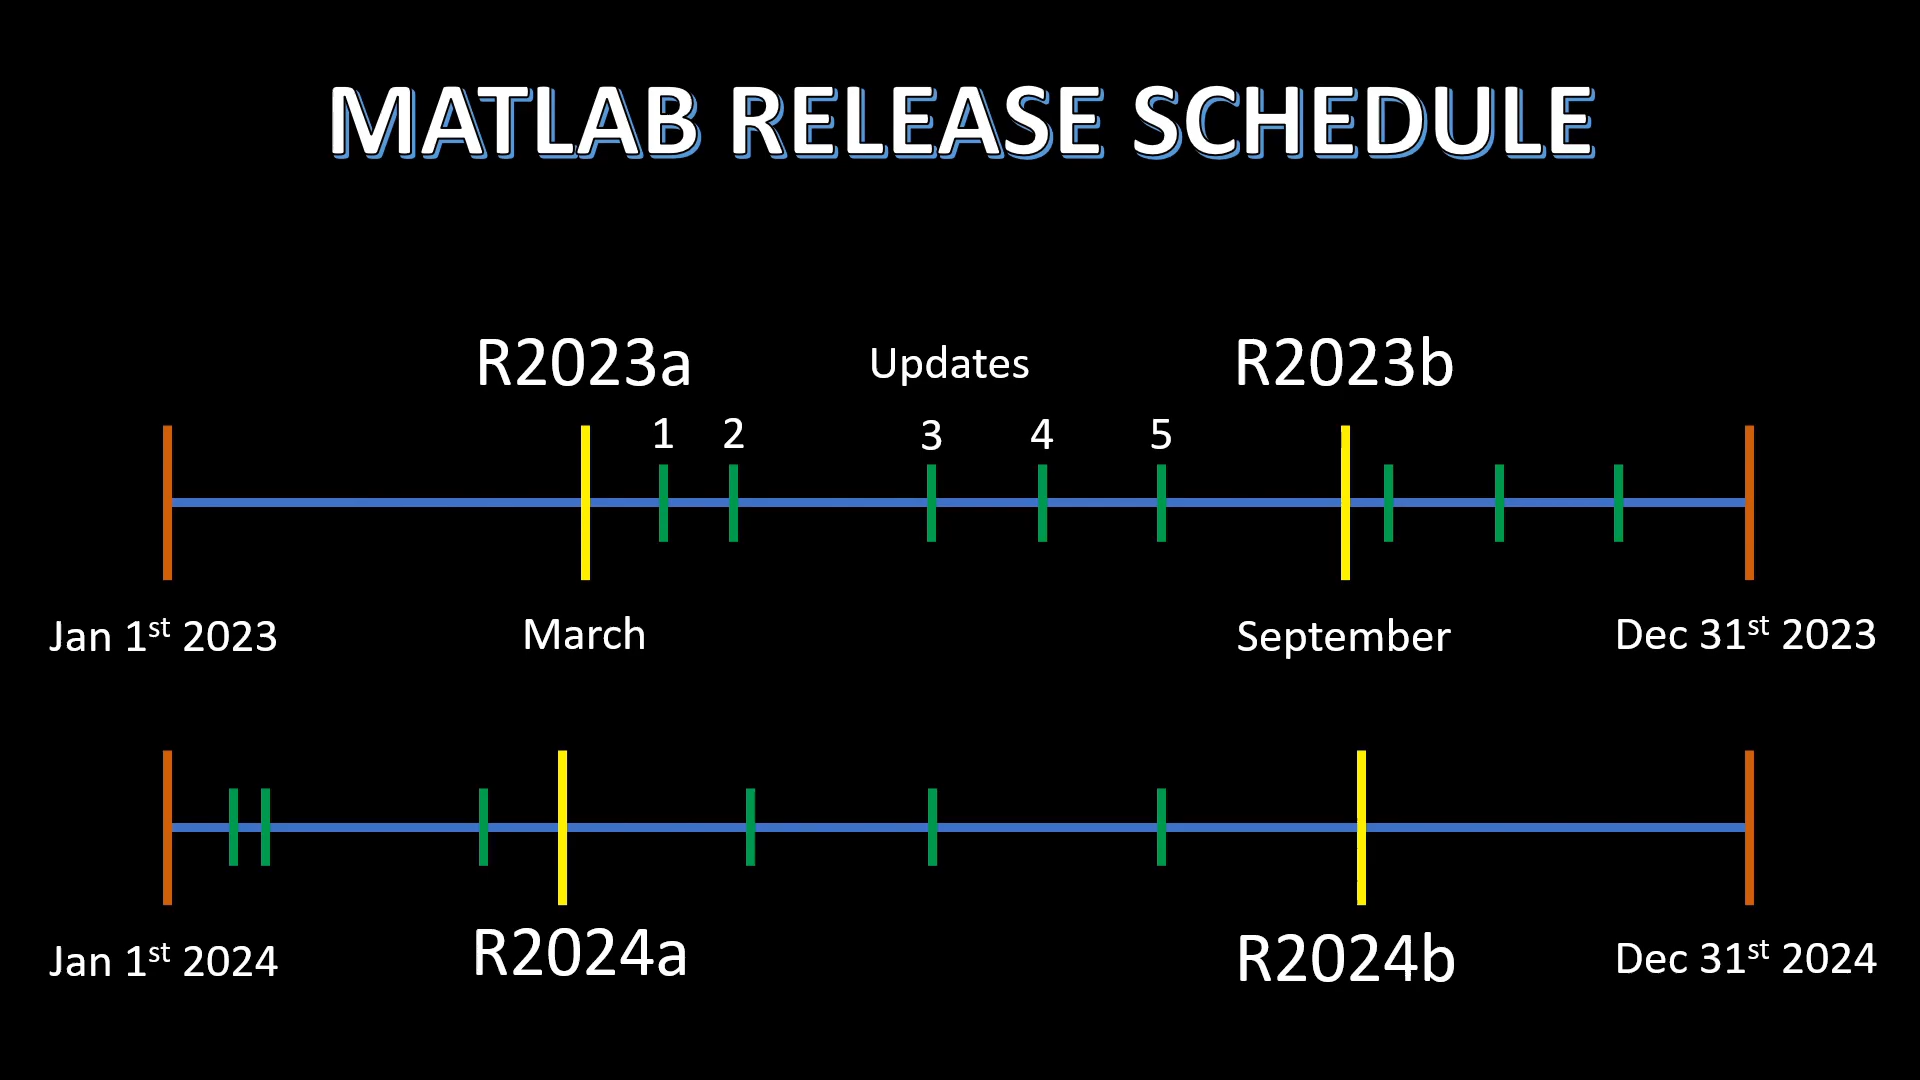 MATLAB RELEASE SCHEDULE
R2023a Updates R2023b
1 2 3 4 5
Jan 1st 2023 March September Dec 31st 2023
R2024a R2024b
Jan 1st 2024 Dec 31st 2024